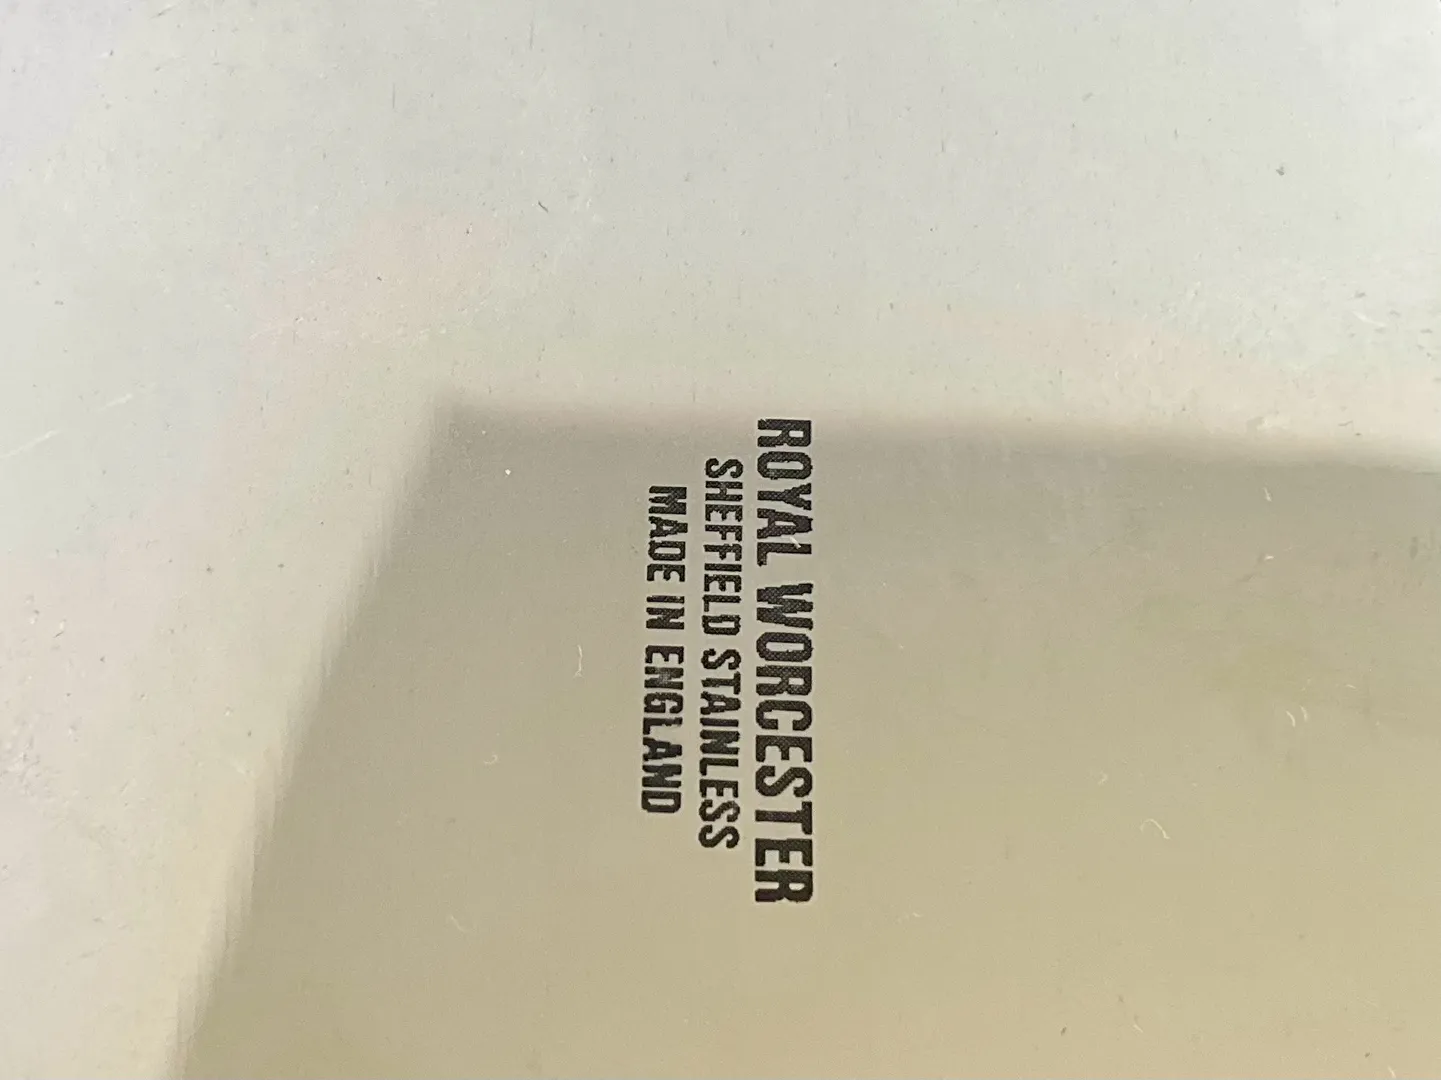 ROYAL WORCESTER
SHEFFIELD STAINLESS
MADE IN ENGLAND